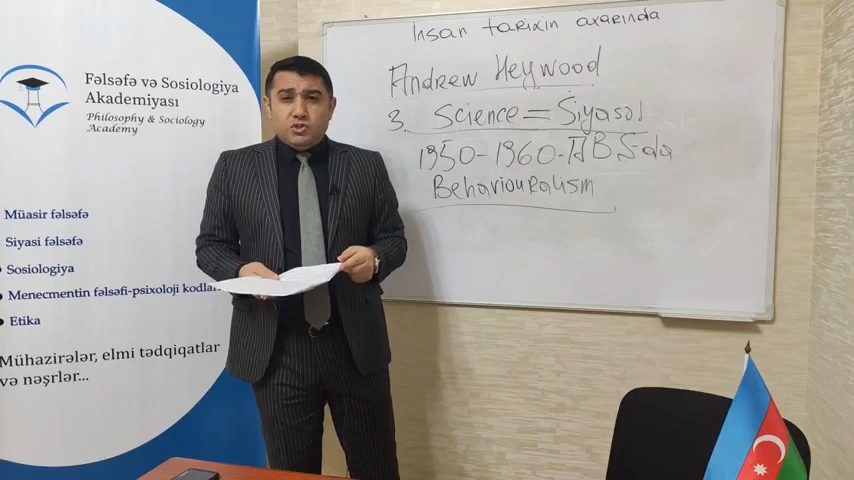 Fəlsəfə və Sosiologiya
Akademiyası
Philosophy & Sociology
Academy
Müasir fəlsəfə
Siyasi fəlsəfə
Sosiologiya
Menecmentin fəlsəfi-psixoloji
Etika
Mühazirələr, elmi tədqiqatlar
və nəşrlər...
İnsan tarixin axarında
Andrew Heywood
3. Science = Siyasət
1950-1960-ABŞ-da
Behaviouralism